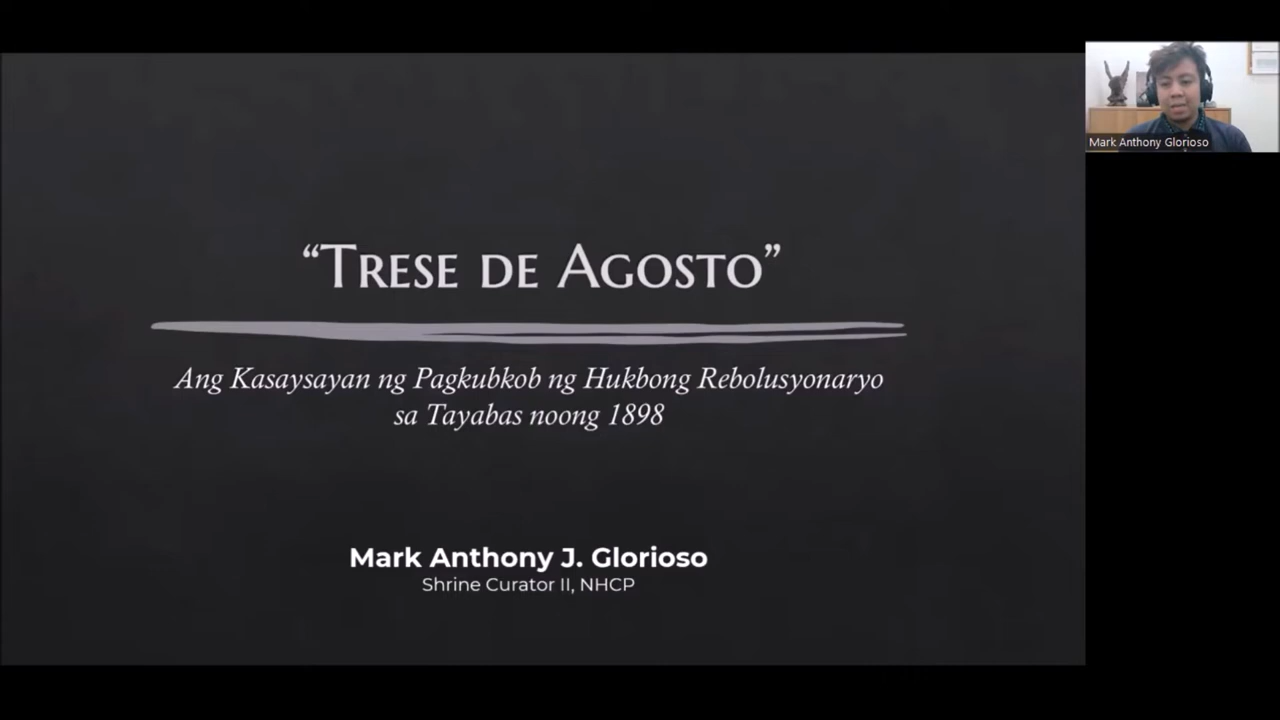 “Trese de Agosto”
Ang Kasaysayan ng Pagkubkob ng Hukbong Rebolusyonaryo
sa Tayabas noong 1898
Mark Anthony J. Glorioso
Shrine Curator II, NHCP
Mark Anthony Glorioso